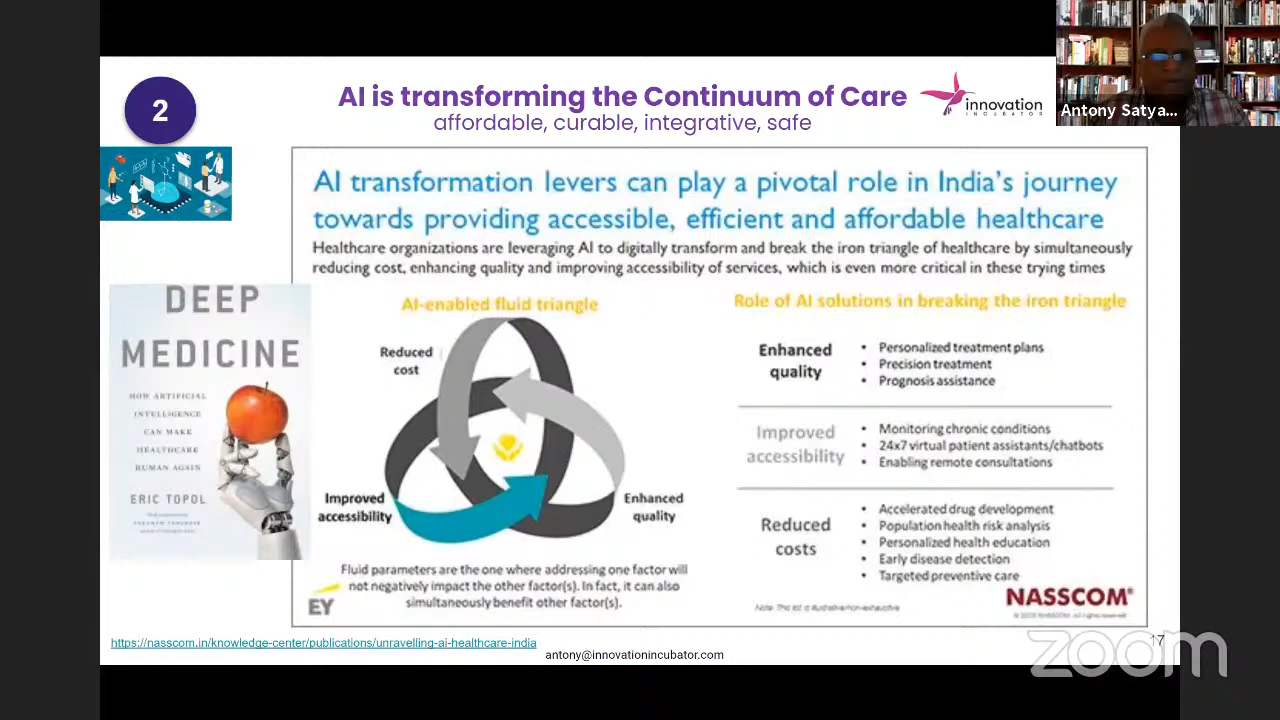 2
AI is transforming the Continuum of Care
affordable, curable, integrative, safe
innovation
INCUBATOR
Antony Satya...
AI transformation levers can play a pivotal role in India's journey
towards providing accessible, efficient and affordable healthcare
Healthcare organizations are leveraging AI to digitally transform and break the iron triangle of healthcare by simultaneously
reducing cost, enhancing quality and improving accessibility of services, which is even more critical in these trying times
DEEP
MEDICINE
HOW ARTIFICIAL
INTELLIGENCE
CAN MAKE
HEALTHCARE
HUMAN AGAIN
ERIC TOPOL
AI-enabled fluid triangle
Reduced
cost
Improved
accessibility
Enhanced
quality
Fluid parameters are the one where addressing one factor will
not negatively impact the other factor(s). In fact, it can also
simultaneously benefit other factor(s).
EY
Role of AI solutions in breaking the iron triangle
Enhanced
quality
• Personalized treatment plans
• Precision treatment
• Prognosis assistance
Improved
accessibility
• Monitoring chronic conditions
• 24x7 virtual patient assistants/chatbots
• Enabling remote consultations
Reduced
costs
• Accelerated drug development
• Population health risk analysis
• Personalized health education
• Early disease detection
• Targeted preventive care
NASSCOM®
https://nasscom.in/knowledge-center/publications/unravelling-ai-healthcare-india
antony@innovationincubator.com
17
zoom